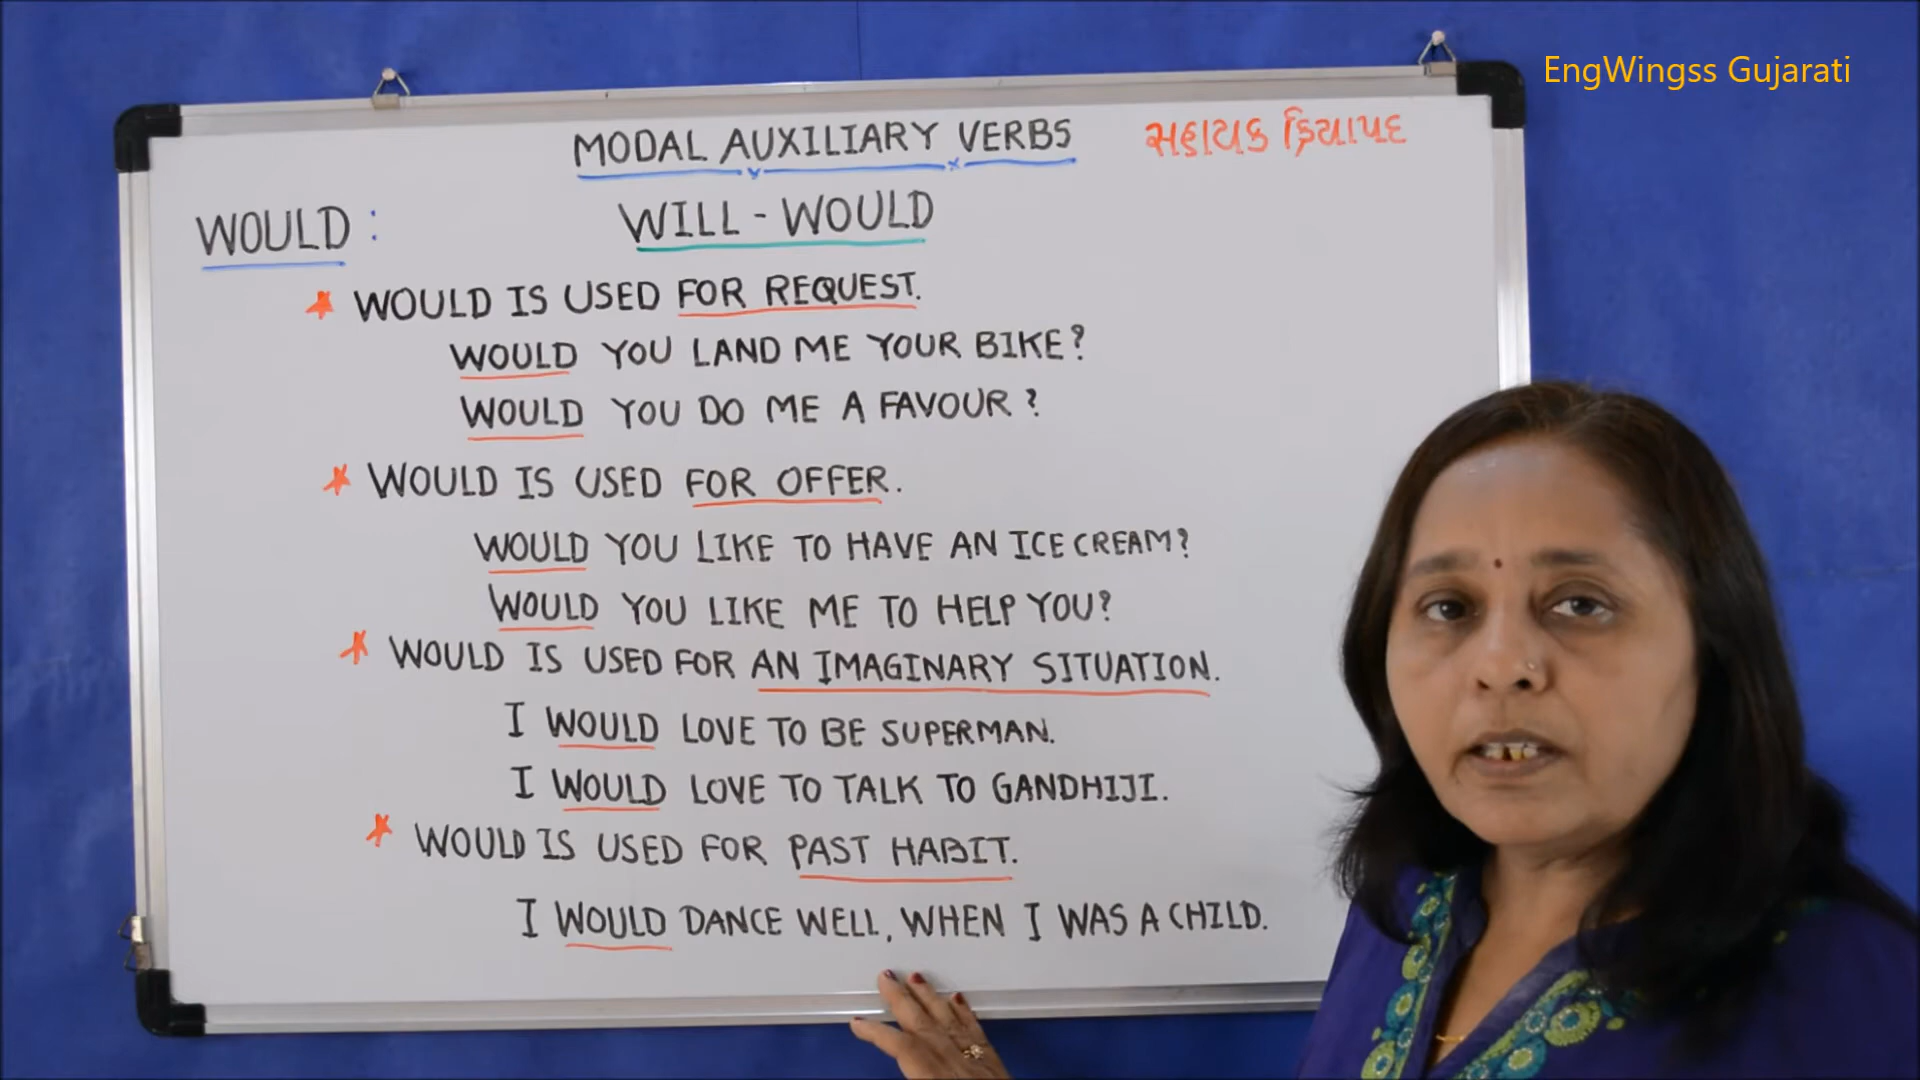 EngWingss Gujarati
MODAL AUXILIARY VERBS સહાયક ક્રિયાપદ
WILL - WOULD
WOULD :
WOULD IS USED FOR REQUEST.
WOULD YOU LAND ME YOUR BIKE?
WOULD YOU DO ME A FAVOUR?
WOULD IS USED FOR OFFER.
WOULD YOU LIKE TO HAVE AN ICE CREAM?
WOULD YOU LIKE ME TO HELP YOU?
WOULD IS USED FOR AN IMAGINARY SITUATION.
I WOULD LOVE TO BE SUPERMAN.
I WOULD LOVE TO TALK TO GANDHIJI.
WOULD IS USED FOR PAST HABIT.
I WOULD DANCE WELL, WHEN I WAS A CHILD.